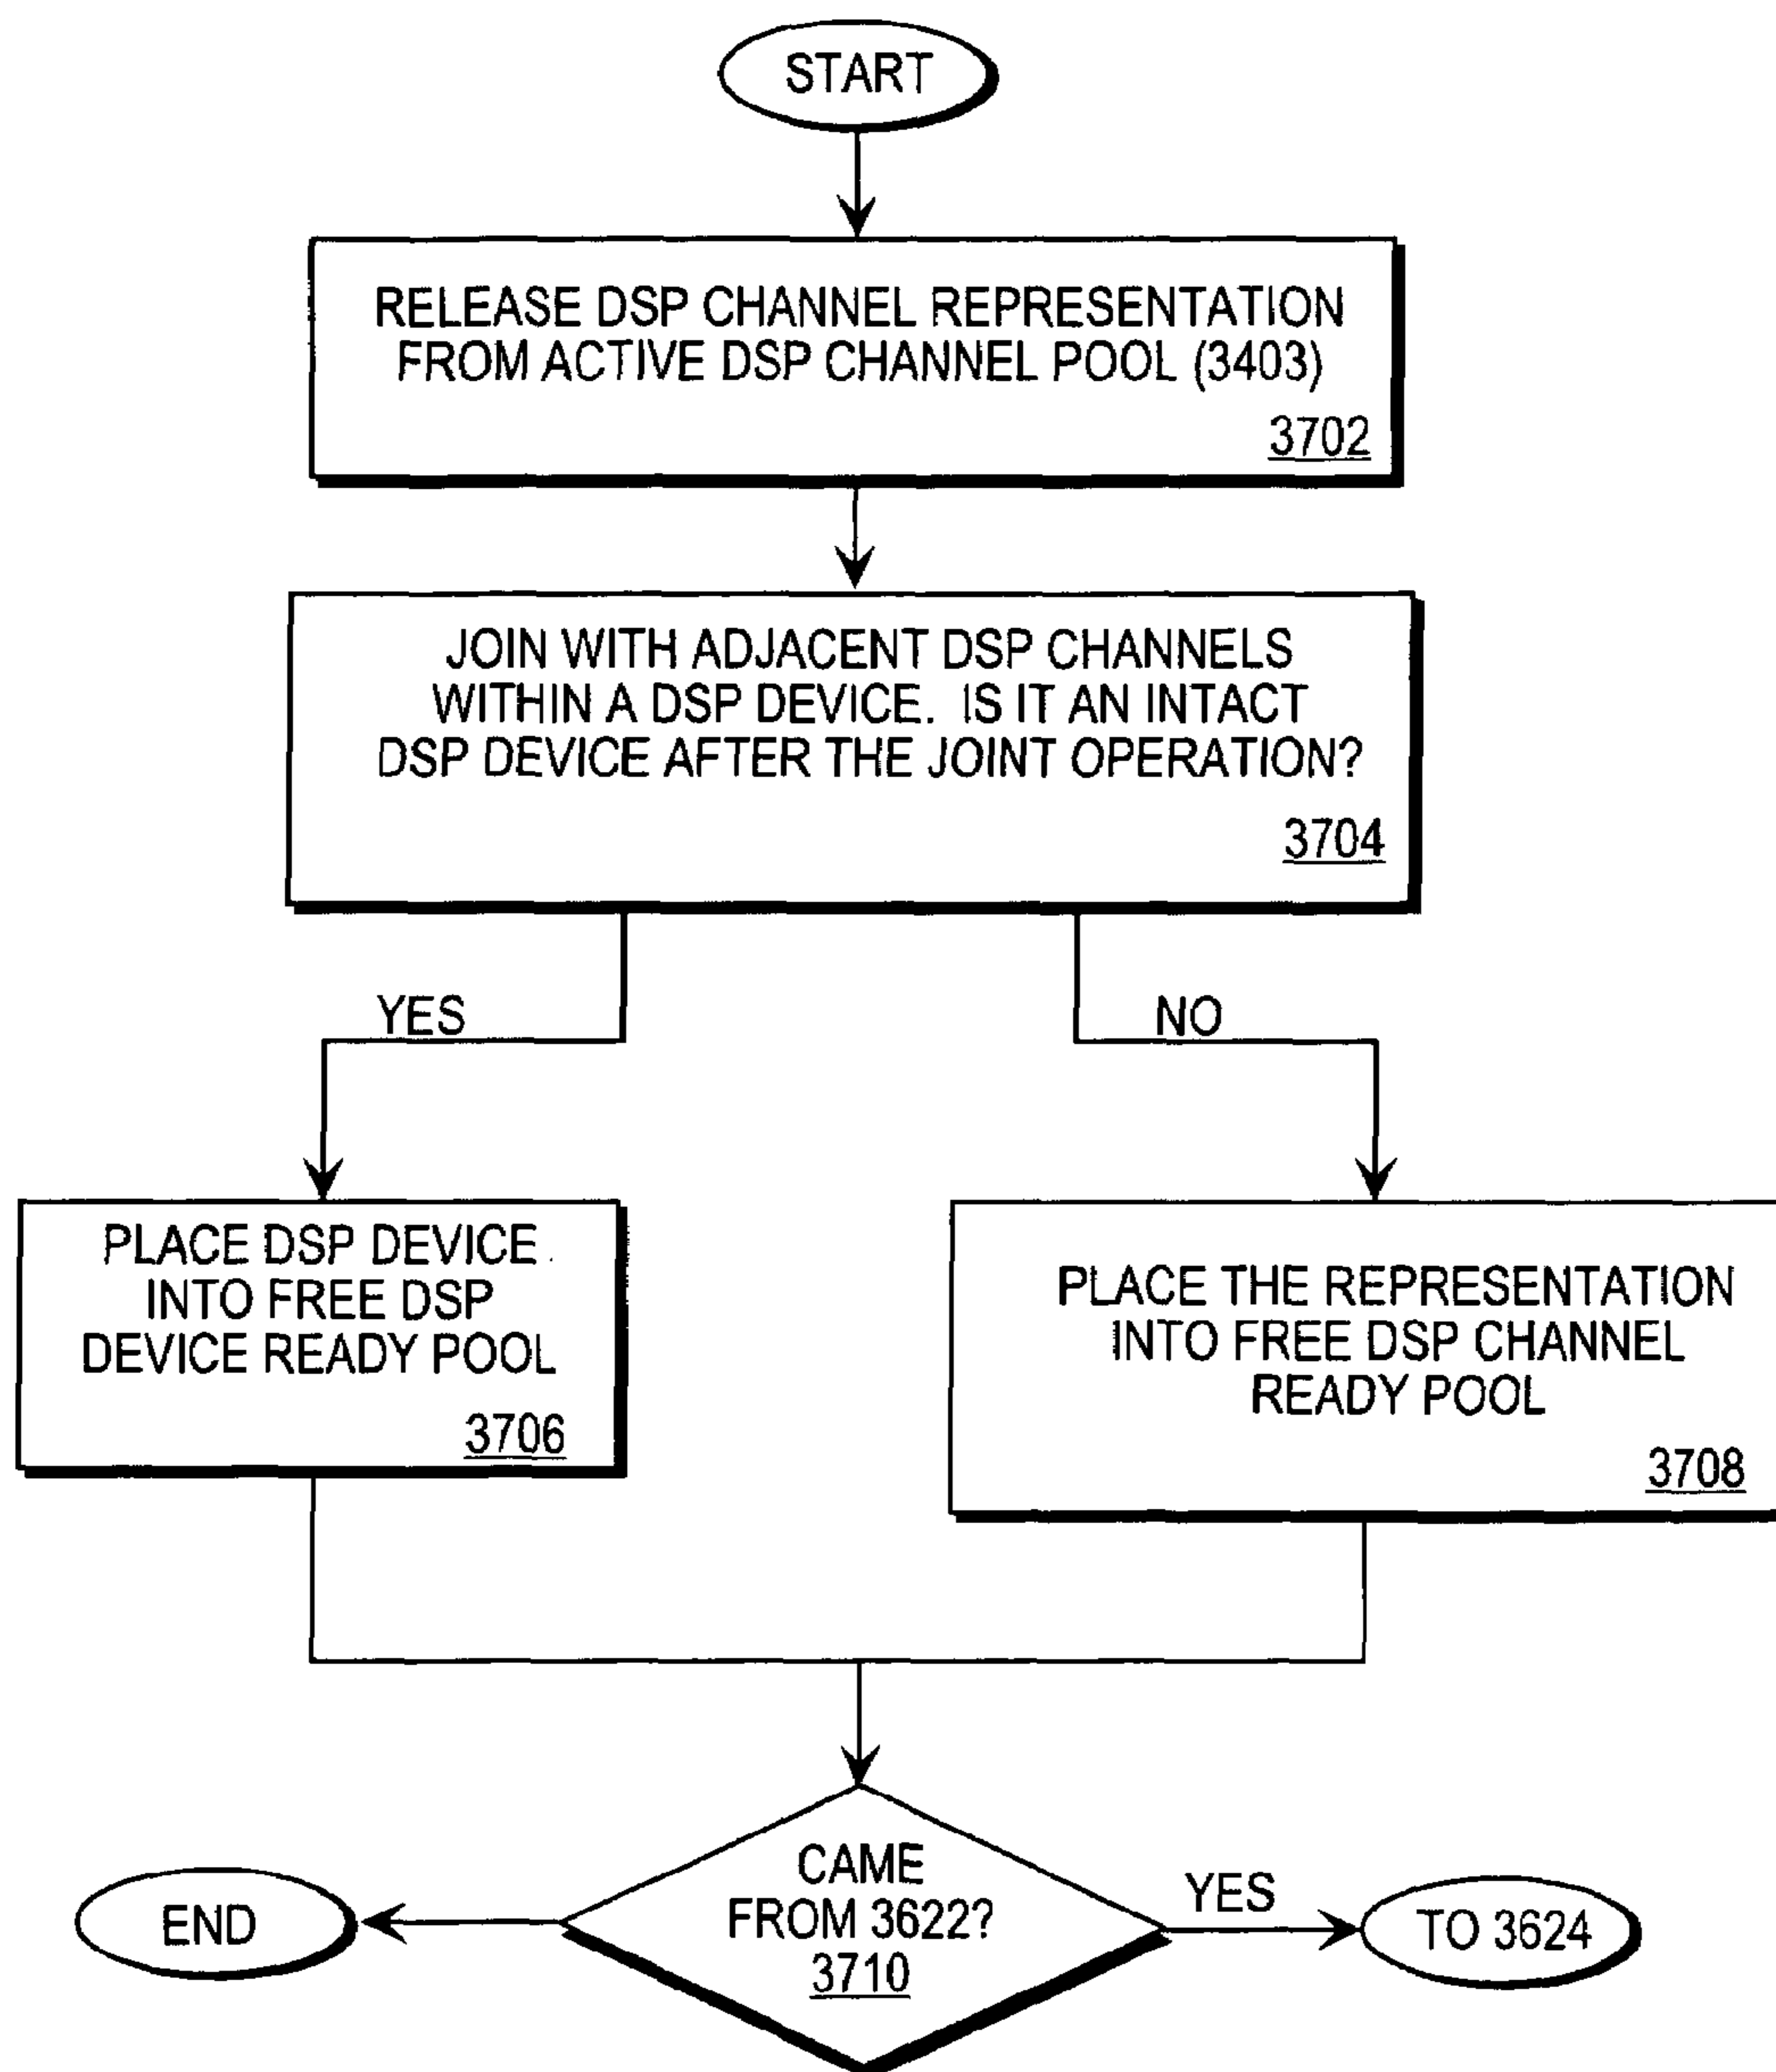 START
RELEASE DSP CHANNEL REPRESENTATION
FROM ACTIVE DSP CHANNEL POOL (3403)
3702
JOIN WITH ADJACENT DSP CHANNELS
WITHIN A DSP DEVICE. IS IT AN INTACT
DSP DEVICE AFTER THE JOINT OPERATION?
3704
YES
NO
PLACE DSP DEVICE
INTO FREE DSP
DEVICE READY POOL
3706
PLACE THE REPRESENTATION
INTO FREE DSP CHANNEL
READY POOL
3708
CAME
FROM 3622?
3710
END
YES
TO 3624